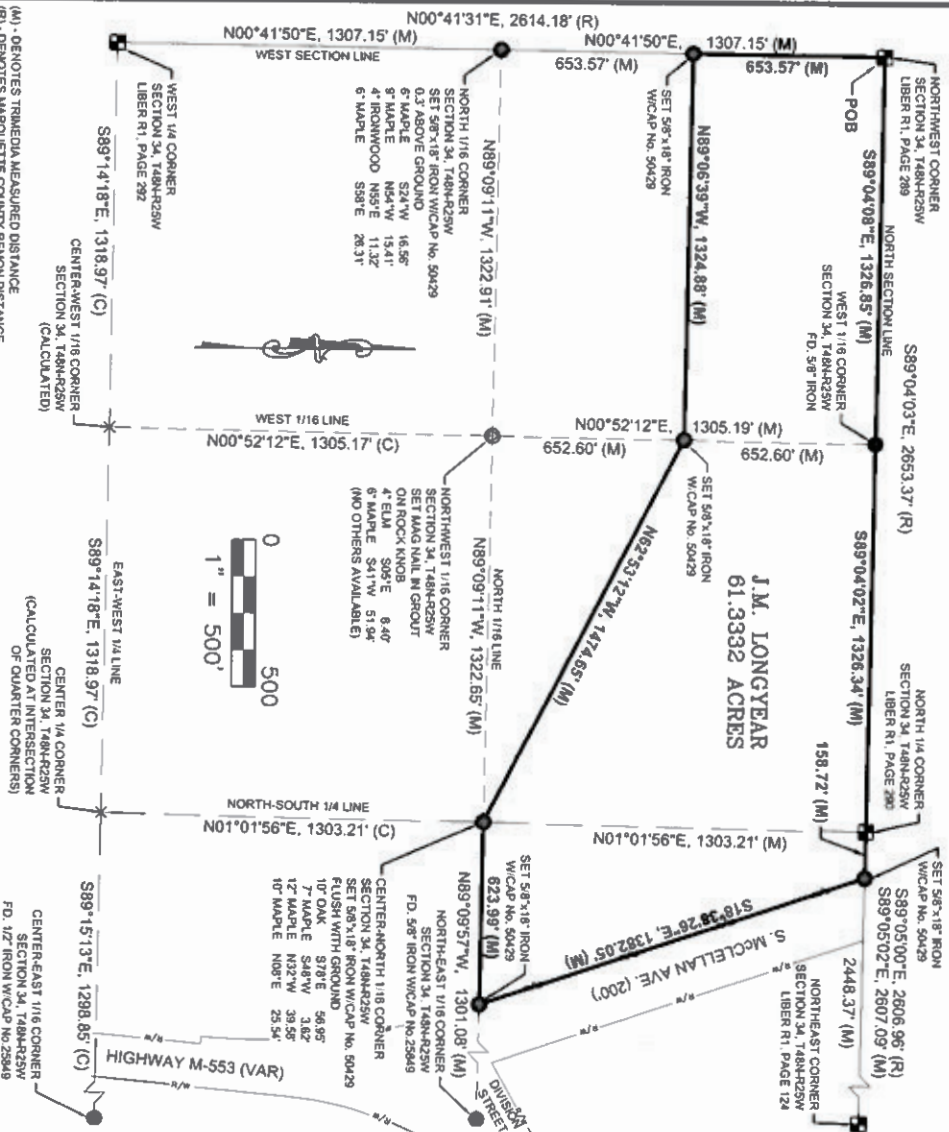 N00°41'31"E, 2614.18' (R)
N00°41'50"E, 1307.15' (M)
WEST SECTION LINE
N00°41'50"E, 1307.15' (M)
653.57' (M)
653.57' (M)
NORTHWEST CORNER
SECTION 34, T48N-R25W
LIBER R1, PAGE 289
POB
SET 5/8"x18" IRON
W/CAP No. 50429
NORTH 1/16 CORNER
SECTION 34, T48N-R25W
SET 5/8"x18" IRON W/CAP No. 50429
0.3' ABOVE GROUND
6" MAPLE S24°W 16.56'
9" MAPLE N54°W 15.41'
4" IRONWOOD N55°E 11.32'
6" MAPLE S58°E 26.31'
WEST 1/4 CORNER
SECTION 34, T48N-R25W
LIBER R1, PAGE 292
S89°04'08"E, 1326.85' (M)
NORTH SECTION LINE
S89°04'03"E, 2653.37' (R)
WEST 1/16 CORNER
SECTION 34, T48N-R25W
FD. 5/8" IRON
N89°06'39"W, 1324.88' (M)
N89°09'11"W, 1322.91' (M)
S89°14'18"E, 1318.97' (C)
CENTER-WEST 1/16 CORNER
SECTION 34, T48N-R25W
(CALCULATED)
WEST 1/16 LINE
N00°52'12"E, 1305.17' (C)
N00°52'12"E, 1305.19' (M)
652.60' (M)
652.60' (M)
SET 5/8"x18" IRON
W/CAP No. 50429
NORTHWEST 1/16 CORNER
SECTION 34, T48N-R25W
SET MAG NAIL IN GROUT
ON ROCK KNOB
4" ELM S05°E 6.40'
6" MAPLE S41°W 51.94'
(NO OTHERS AVAILABLE)
S89°04'02"E, 1326.34' (M)
J.M. LONGYEAR
61.3332 ACRES
N62°53'12"W, 1474.65' (M)
NORTH 1/16 LINE
N89°09'11"W, 1322.65' (M)
0 500
1" = 500'
EAST-WEST 1/4 LINE
S89°14'18"E, 1318.97' (C)
CENTER 1/4 CORNER
SECTION 34, T48N-R25W
(CALCULATED AT INTERSECTION
OF QUARTER CORNERS)
NORTH 1/4 CORNER
SECTION 34, T48N-R25W
LIBER R1, PAGE 290
158.72' (M)
NORTH-SOUTH 1/4 LINE
N01°01'56"E, 1303.21' (C)
N01°01'56"E, 1303.21' (M)
SET 5/8"x18" IRON
W/CAP No. 50429
S89°05'00"E, 2606.96' (R)
S89°05'02"E, 2607.09' (M)
2448.37' (M)
S18°38'26"E, 1382.05' (M)
S. McCLELLAN AVE. (200')
R/W
R/W
NORTHEAST CORNER
SECTION 34, T48N-R25W
LIBER R1, PAGE 124
SET 5/8"x18" IRON
W/CAP No. 50429
623.99' (M)
N89°09'57"W, 1301.08' (M)
NORTH-EAST 1/16 CORNER
SECTION 34, T48N-R25W
FD. 5/8" IRON W/CAP No.25849
CENTER-NORTH 1/16 CORNER
SECTION 34, T48N-R25W
SET 5/8"x18" IRON W/CAP No. 50429
FLUSH WITH GROUND
10" OAK S78°E 56.95'
7" MAPLE S48°W 3.62'
12" MAPLE N32°W 39.58'
10" MAPLE N08°E 25.54'
S89°15'13"E, 1298.85' (C)
R/W
HIGHWAY M-553 (VAR)
R/W
R/W
R/W
DIVISION
STREET
CENTER-EAST 1/16 CORNER
SECTION 34, T48N-R25W
FD. 1/2" IRON W/CAP No.25849
(M) - DENOTES TRIMEDIA MEASURED DISTANCE
(R) - DENOTES MARQUETTE COUNTY REMON DISTANCE